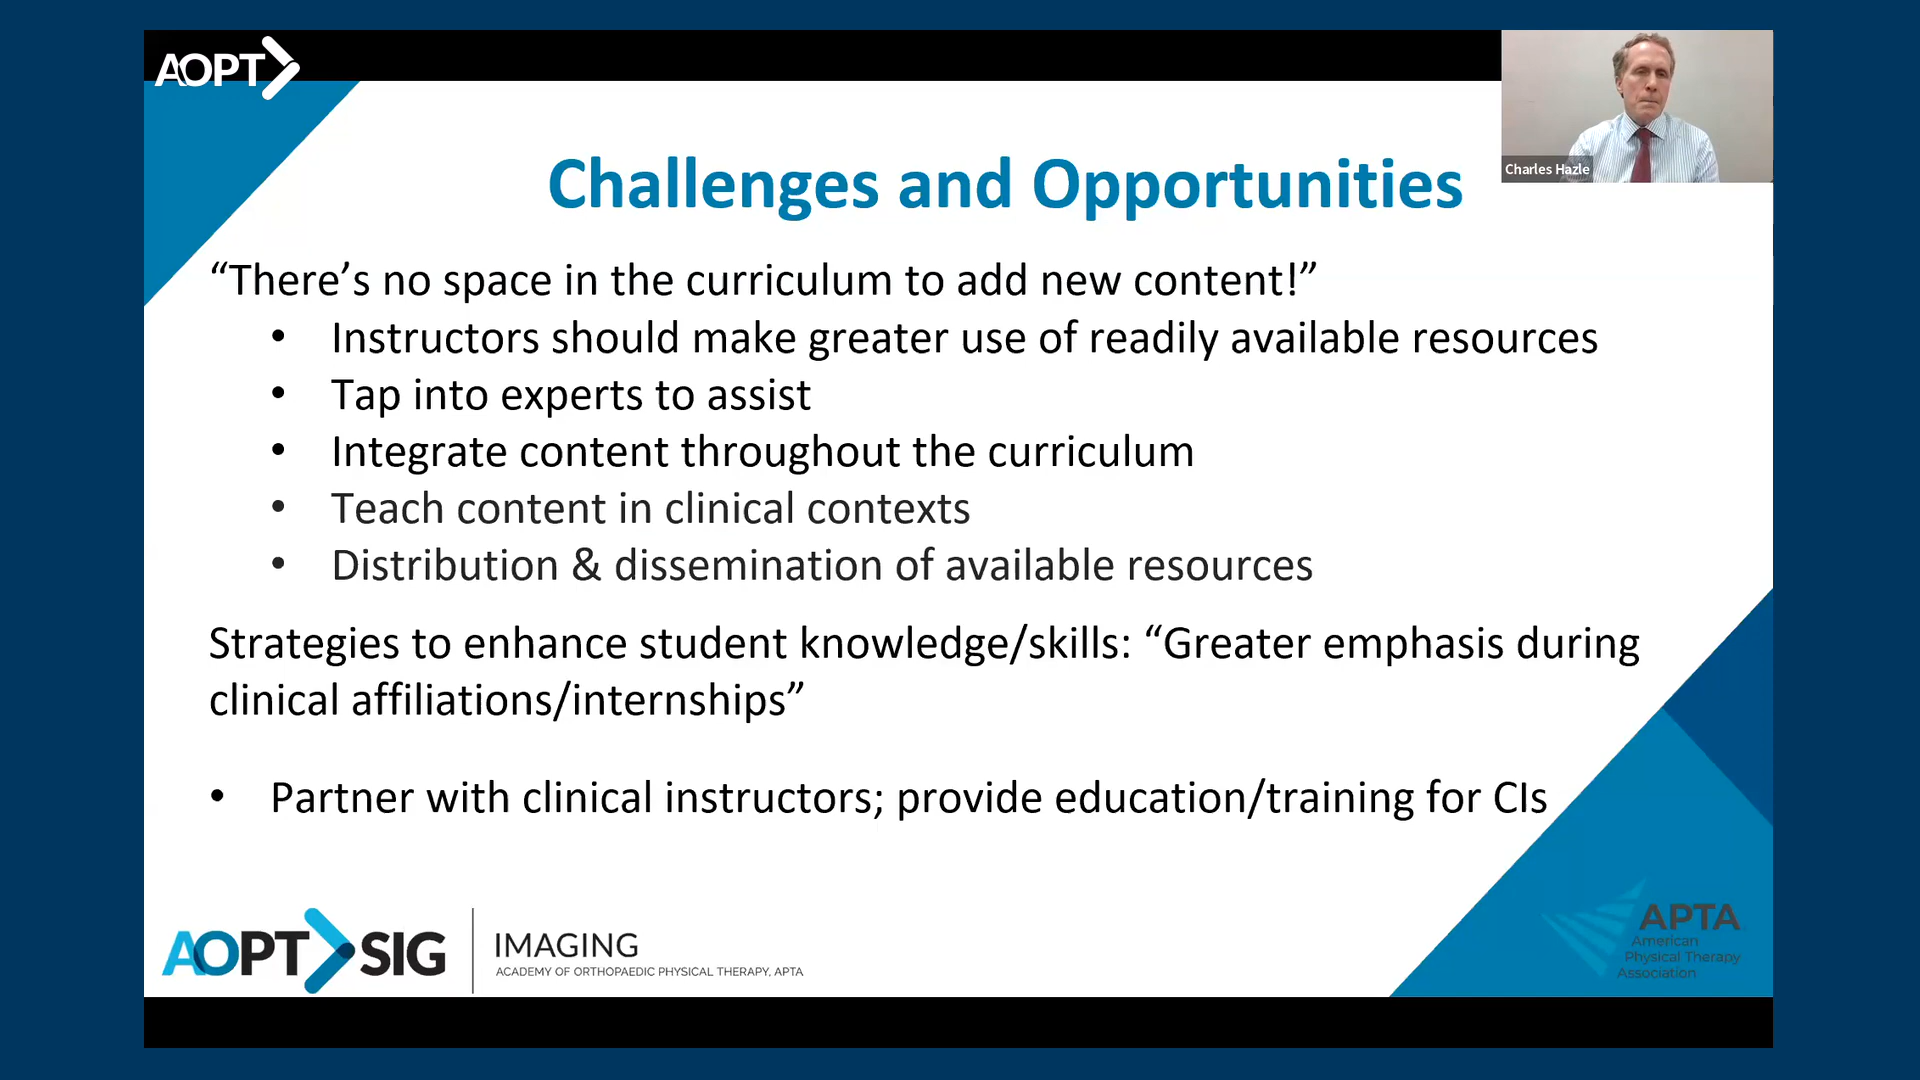 AOPT
Charles Hazle
Challenges and Opportunities
“There’s no space in the curriculum to add new content!”
• Instructors should make greater use of readily available resources
• Tap into experts to assist
• Integrate content throughout the curriculum
• Teach content in clinical contexts
• Distribution & dissemination of available resources
Strategies to enhance student knowledge/skills: “Greater emphasis during
clinical affiliations/internships”
• Partner with clinical instructors; provide education/training for CIs
AOPT SIG
IMAGING
ACADEMY OF ORTHOPAEDIC PHYSICAL THERAPY, APTA
APTA
American
Physical Therapy
Association